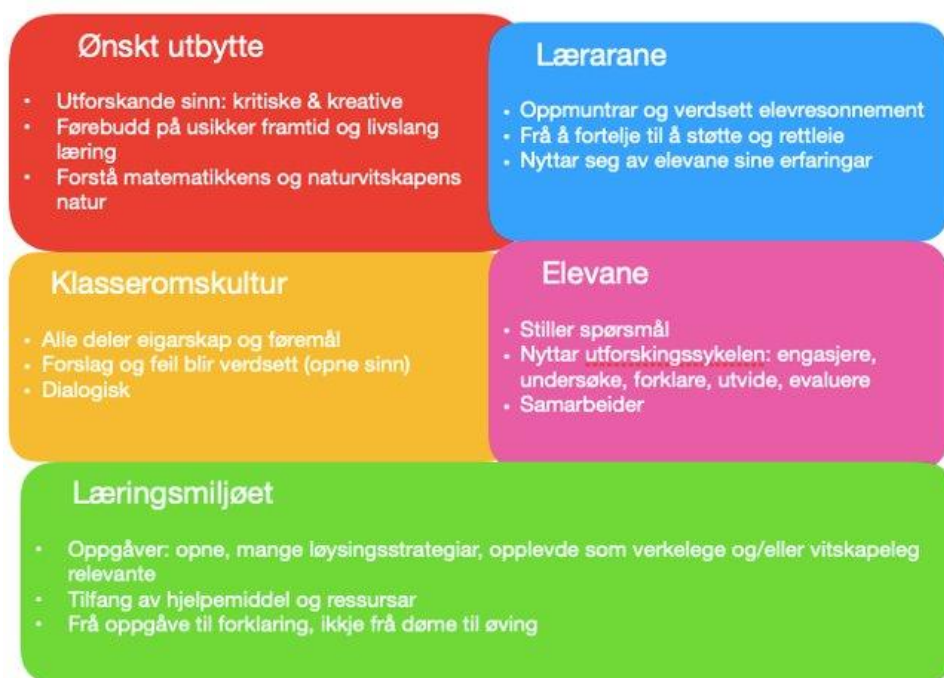 Ønskt utbytte
• Utforskande sinn: kritiske & kreative
• Førebudd på usikker framtid og livslang
læring
• Forstå matematikkens og naturvitskapens
natur
Lærarane
• Oppmuntrar og verdsett elevresonnement
• Frå å fortelje til å støtte og rettleie
• Nyttar seg av elevane sine erfaringar
Klasseromskultur
• Alle deler eigarskap og føremål
• Forslag og feil blir verdsett (opne sinn)
• Dialogisk
Elevane
• Stiller spørsmål
• Nyttar utforskingssykelen: engasjere,
undersøke, forklare, utvide, evaluere
• Samarbeider
Læringsmiljøet
• Oppgåver: opne, mange løysingsstrategiar, opplevde som verkelege og/eller vitskapeleg
relevante
• Tilfang av hjelpemiddel og ressursar
• Frå oppgåve til forklaring, ikkje frå døme til øving